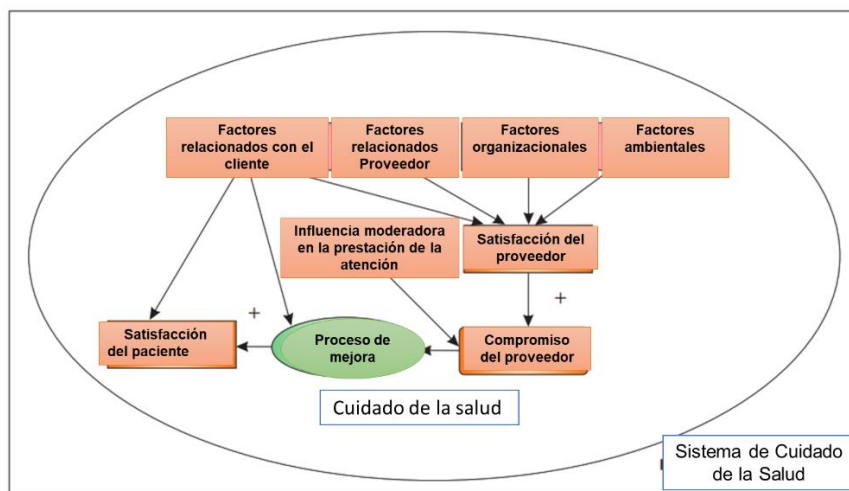 Factores
relacionados con el
cliente
Factores
relacionados
Proveedor
Factores
organizacionales
Factores
ambientales
Influencia moderadora
en la prestación de la
atención
Satisfacción del
proveedor
+
+
Satisfacción
del paciente
Proceso de
mejora
Compromiso
del proveedor
Cuidado de la salud
Sistema de Cuidado
de la Salud